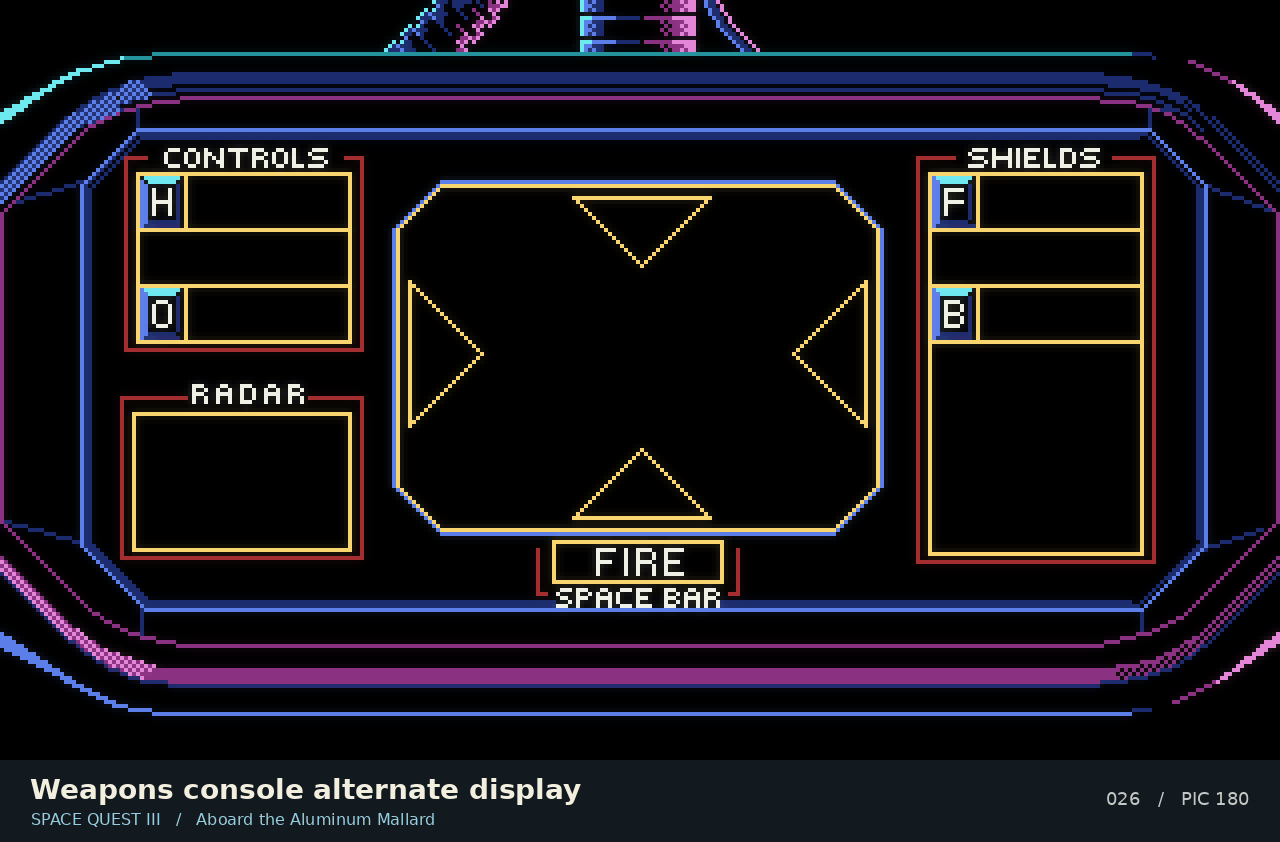 CONTROLS
H
O
RADAR
SHIELDS
F
B
FIRE
SPACE BAR
Weapons console alternate display
SPACE QUEST III / Aboard the Aluminum Mallard
026 / PIC 180